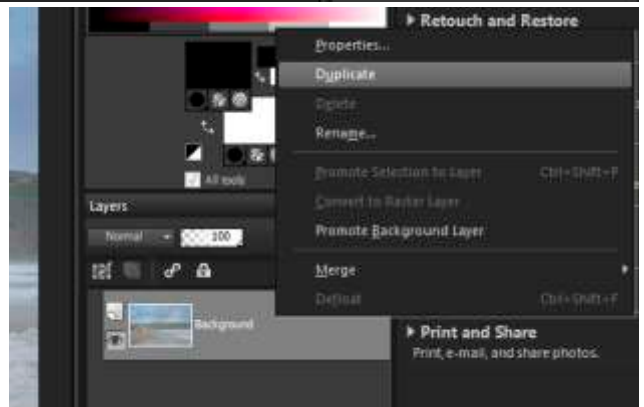 Retouch and Restore
Properties...
Duplicate
Delete
Rename...
Promote Selection to Layer Ctrl+Shift+P
Convert to Raster Layer
Promote Background Layer
Merge
Defloat Ctrl+Shift+F
All tools
Layers
Normal 100
Background
Print and Share
Print, e-mail, and share photos.